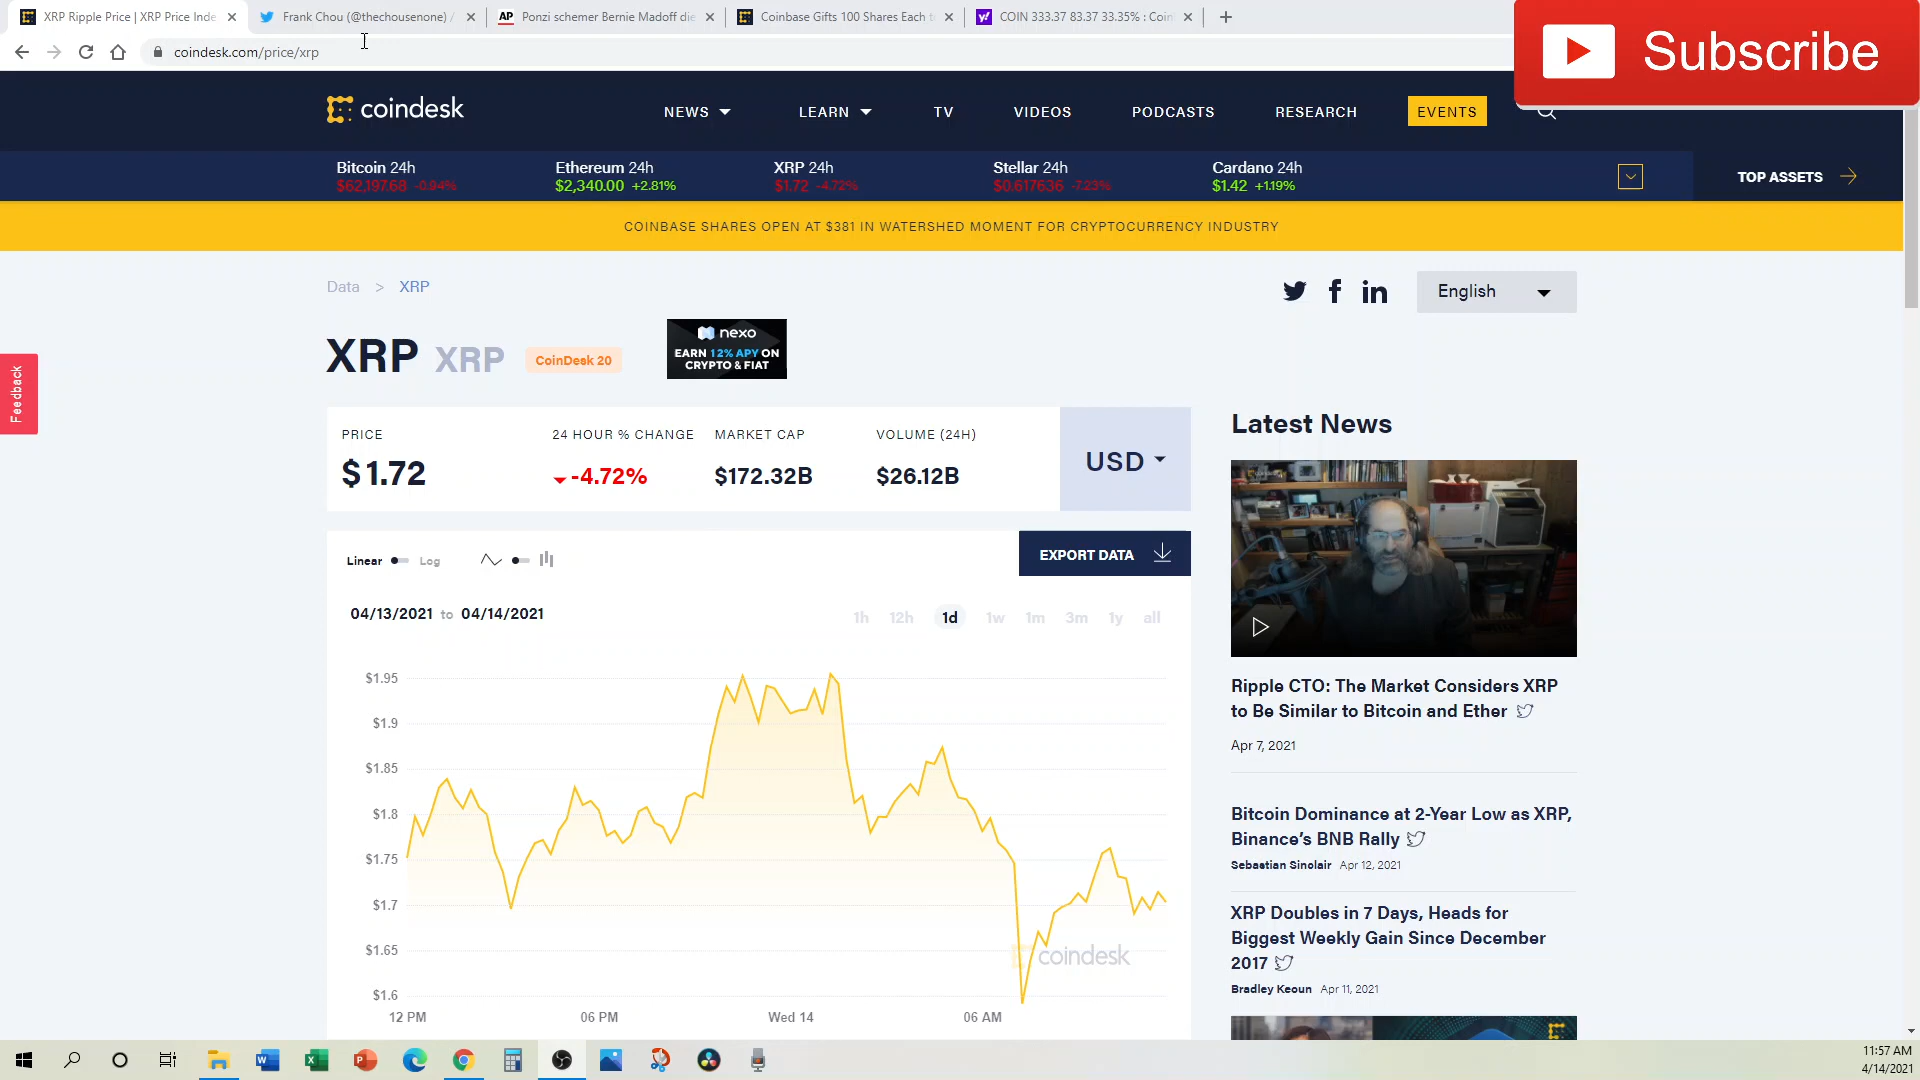 XRP Ripple Price | XRP Price Inde
Frank Chou (@thechousenone) /
AP
Ponzi schemer Bernie Madoff die
Coinbase Gifts 100 Shares Each t
COIN 333.37 83.37 33.35% : Coin
coindesk.com/price/xrp
Subscribe
coindesk
NEWS
LEARN
TV
VIDEOS
PODCASTS
RESEARCH
EVENTS
Bitcoin 24h
$62,197.68 -0.94%
Ethereum 24h
$2,340.00 +2.81%
XRP 24h
$1.72 -4.72%
Stellar 24h
$0.617636 -7.23%
Cardano 24h
$1.42 +1.19%
TOP ASSETS
COINBASE SHARES OPEN AT $381 IN WATERSHED MOMENT FOR CRYPTOCURRENCY INDUSTRY
Data > XRP
English
XRP XRP
CoinDesk 20
nexo
EARN 12% APY ON
CRYPTO & FIAT
Feedback
PRICE
$1.72
24 HOUR % CHANGE
-4.72%
MARKET CAP
$172.32B
VOLUME (24H)
$26.12B
USD
Linear
Log
EXPORT DATA
04/13/2021 to 04/14/2021
1h 12h 1d 1w 1m 3m 1y all
$1.95
$1.9
$1.85
$1.8
$1.75
$1.7
$1.65
$1.6
coindesk
12 PM
06 PM
Wed 14
06 AM
Latest News
Ripple CTO: The Market Considers XRP
to Be Similar to Bitcoin and Ether
Apr 7, 2021
Bitcoin Dominance at 2-Year Low as XRP,
Binance's BNB Rally
Sebastian Sinclair Apr 12, 2021
XRP Doubles in 7 Days, Heads for
Biggest Weekly Gain Since December
2017
Bradley Keoun Apr 11, 2021
11:57 AM
4/14/2021